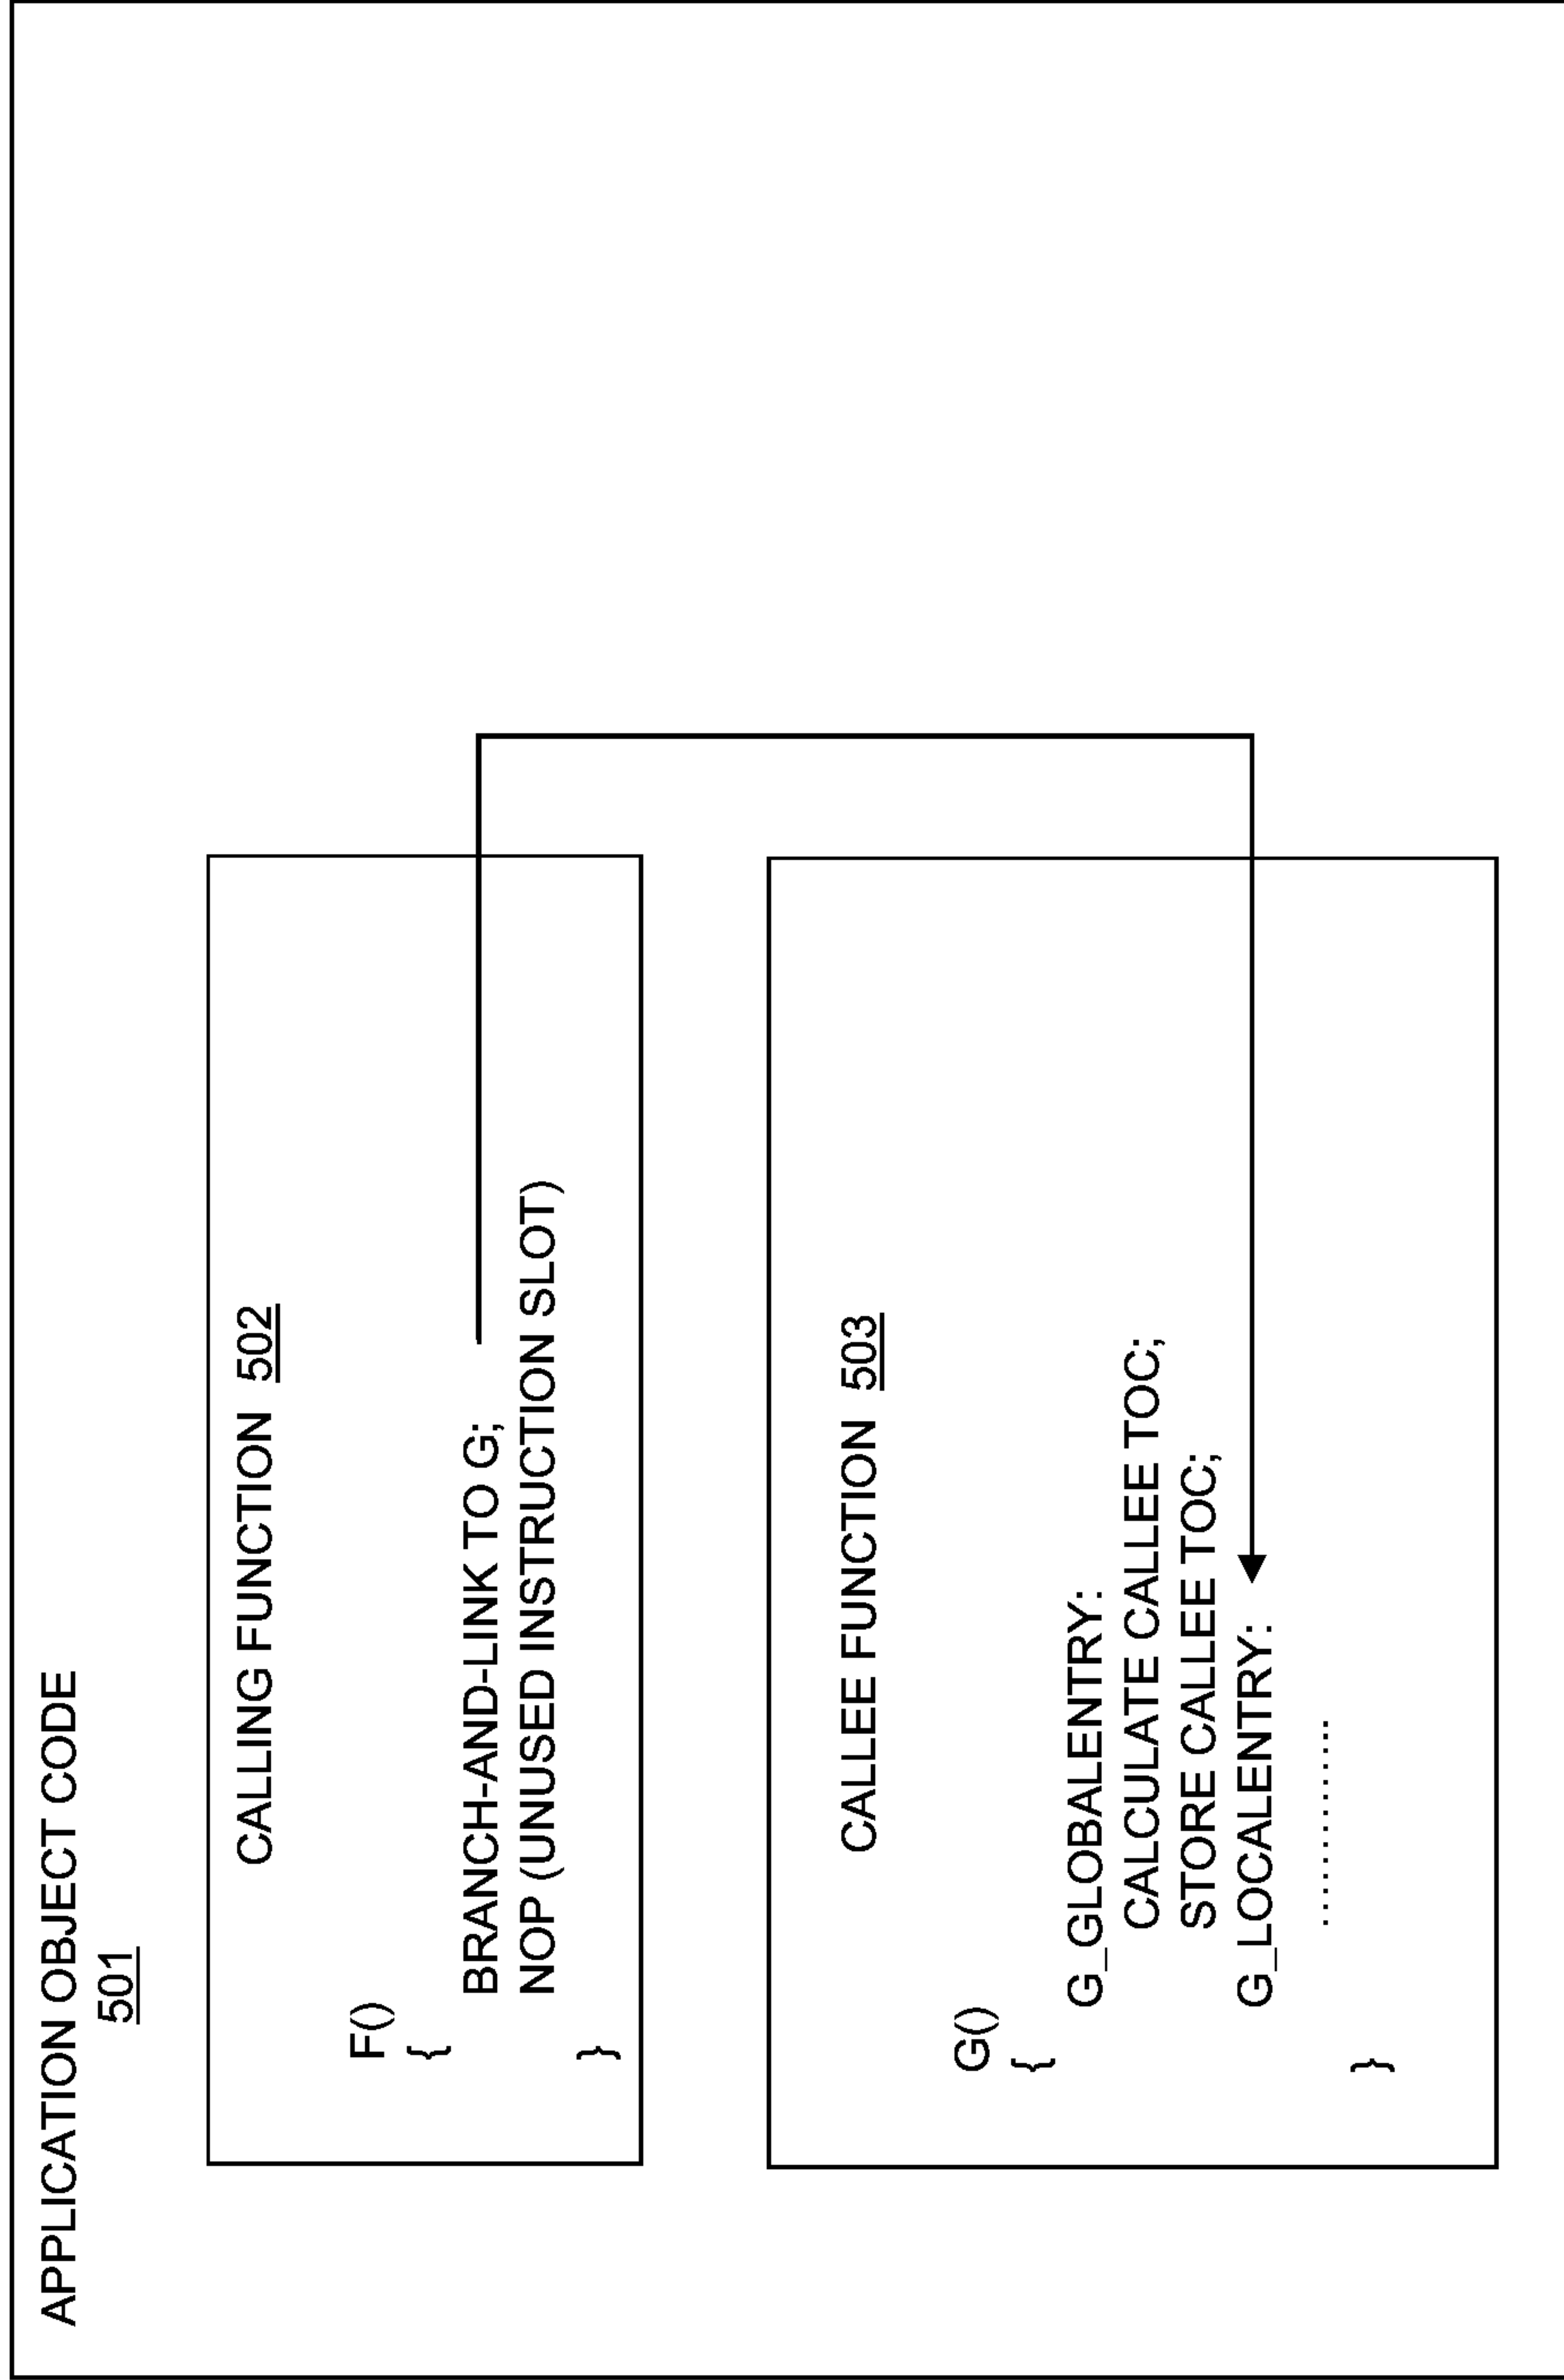 APPLICATION OBJECT CODE
501
CALLING FUNCTION 502
F()
{
BRANCH-AND-LINK TO G;
NOP (UNUSED INSTRUCTION SLOT)
}
CALLEE FUNCTION 503
G()
{
G_GLOBALENTRY:
CALCULATE CALLEE TOC;
STORE CALLEE TOC;
G_LOCALENTRY:
..............
}